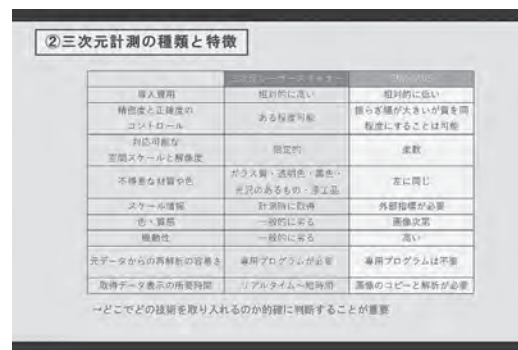 ②三次元計測の種類と特徴
三次元レーザースキャナー
導入費用 相対的に高い 相対的に低い
精密度と正確度の
コントロール
ある程度可能
揺らぎ幅が大きいが質を同
程度にすることは可能
対応可能な
空間スケールと解像度
限定的 柔軟
不得意な材質や色
ガラス質・透明色・黒色・
光沢のあるもの・漆工品
左に同じ
スケール情報 計測時に取得 外部指標が必要
色・質感 一般的に劣る 画像次第
機動性 一般的に劣る 高い
元データからの再解析の容易さ 専用プログラムが必要 専用プログラムは不要
取得データ表示の所要時間 リアルタイム~短時間 画像のコピーと解析が必要
→どこでどの技術を取り入れるのか的確に判断することが重要